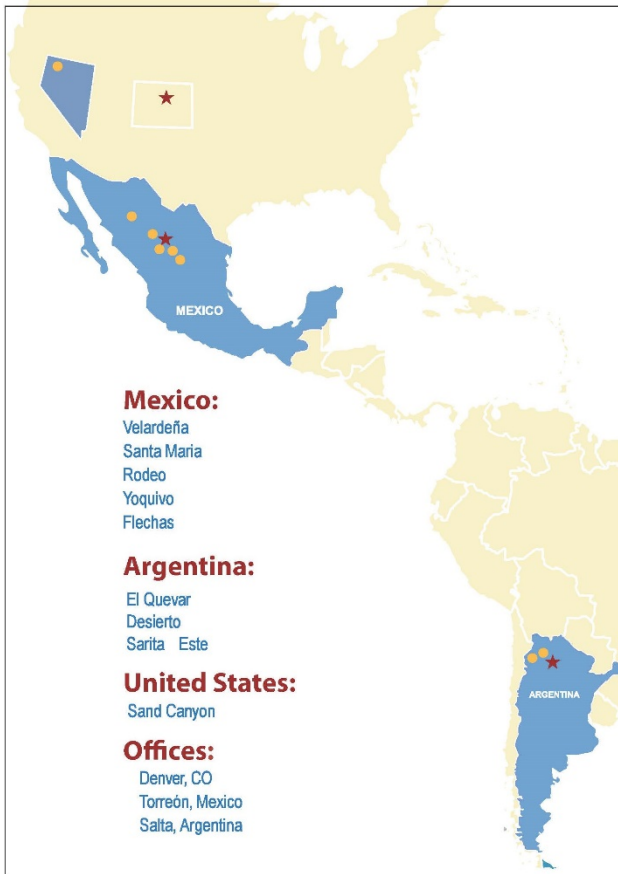 MEXICO
Mexico:
Velardeña
Santa Maria
Rodeo
Yoquivo
Flechas
Argentina:
El Quevar
Desierto
Sarita Este
ARGENTINA
United States:
Sand Canyon
Offices:
Denver, CO
Torreón, Mexico
Salta, Argentina